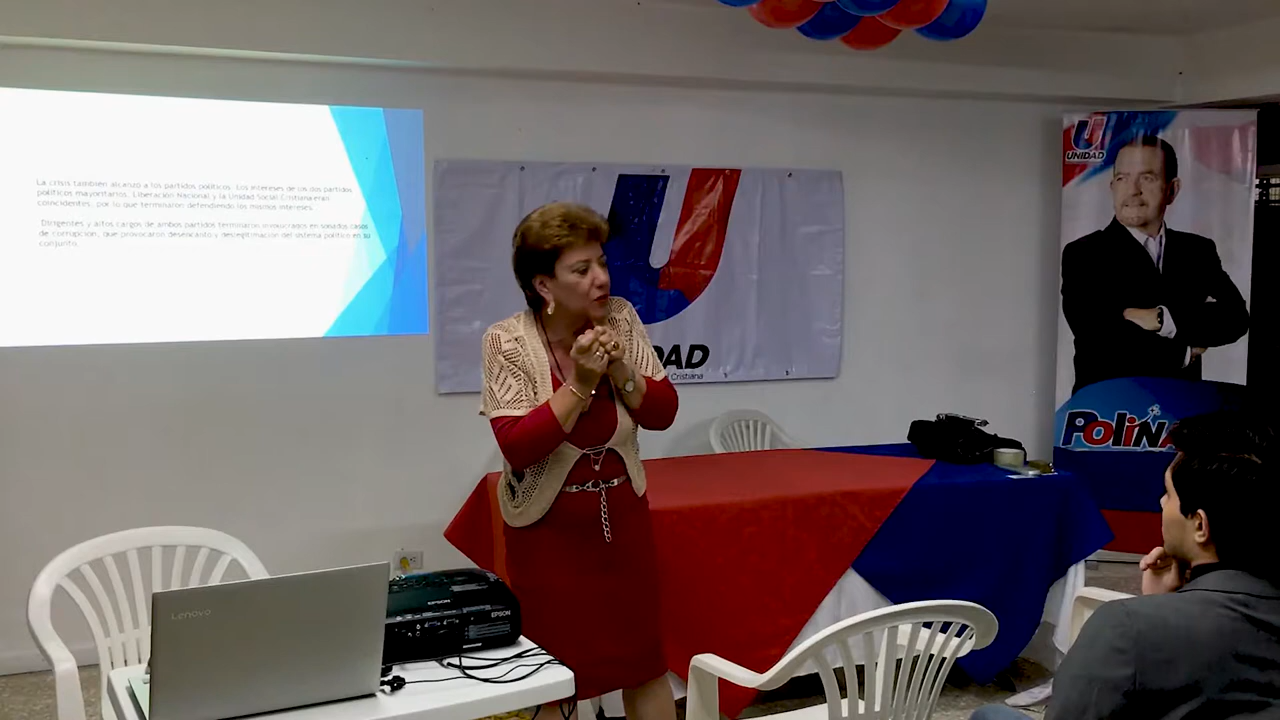 La crisis también alcanzó a los partidos políticos. Los intereses de los dos partidos
políticos mayoritarios, Liberación Nacional y la Unidad Social Cristiana eran
coincidentes, por lo que terminaron defendiendo los mismos intereses.
Dirigentes y altos cargos de ambos partidos terminaron involucrados en sonados casos
de corrupción, que provocaron desencanto y deslegitimación del sistema político en su
conjunto.
U
DAD
Cristiana
U
UNIDAD
PoliNA
Lenovo
EPSON
EPSON